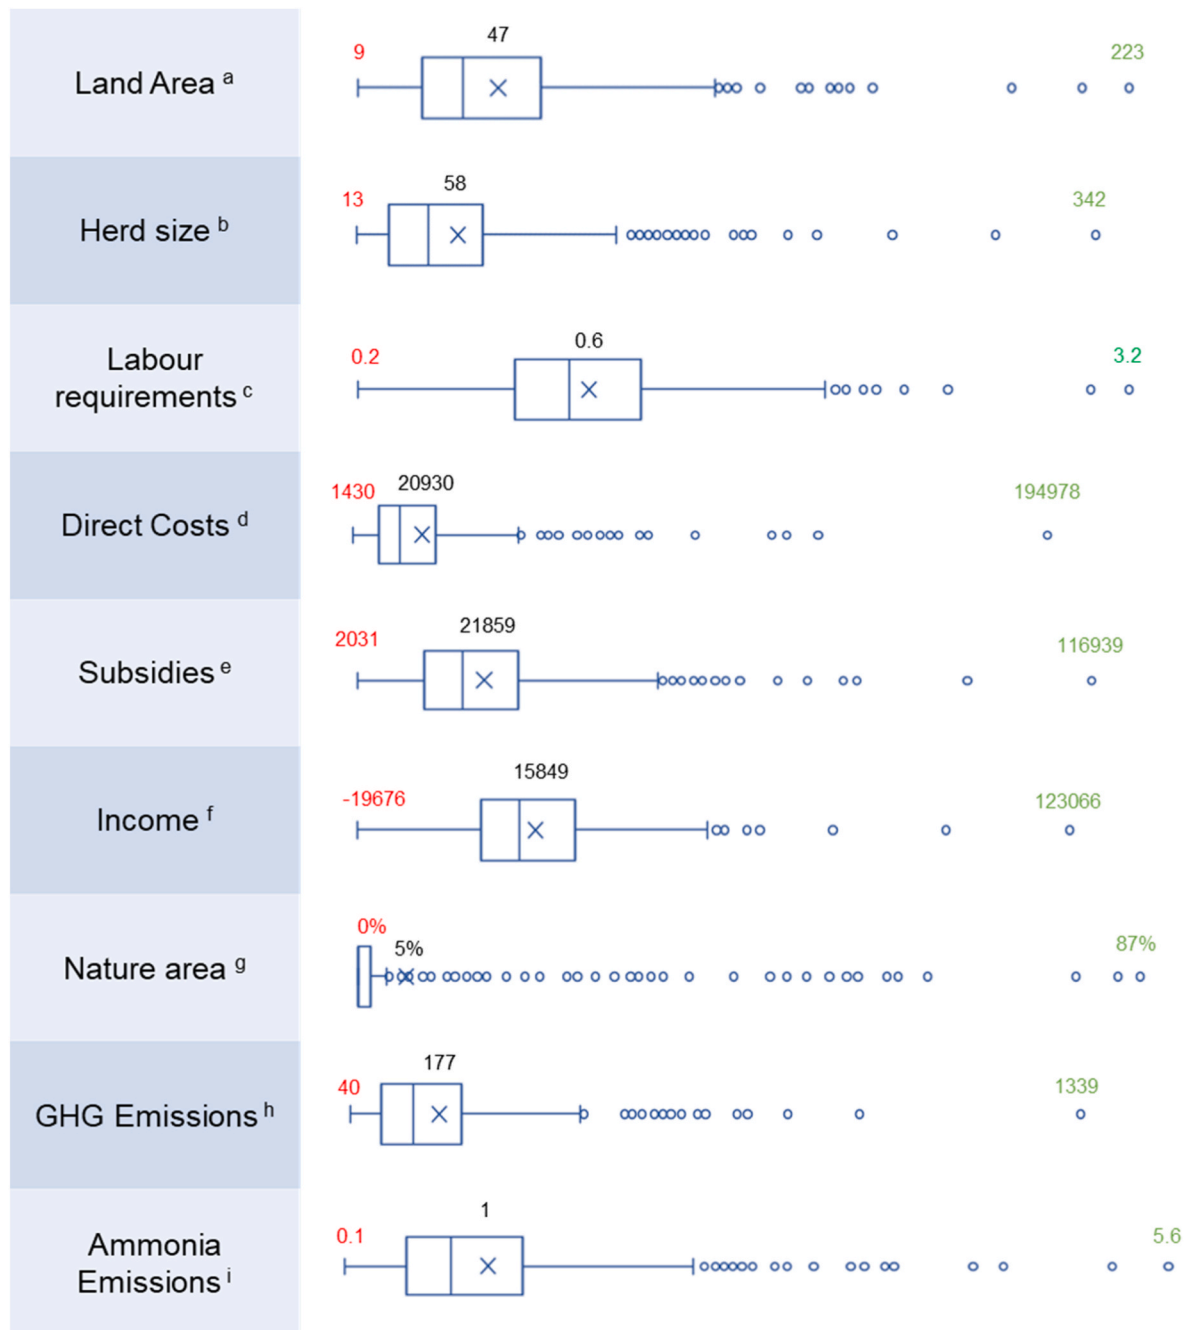 Land Area a
9
47
223
Herd size b
13
58
342
Labour
requirements c
0.2
0.6
3.2
Direct Costs d
1430
20930
194978
Subsidies e
2031
21859
116939
Income f
-19676
15849
123066
Nature area g
0%
5%
87%
GHG Emissions h
40
177
1339
Ammonia
Emissions i
0.1
1
5.6